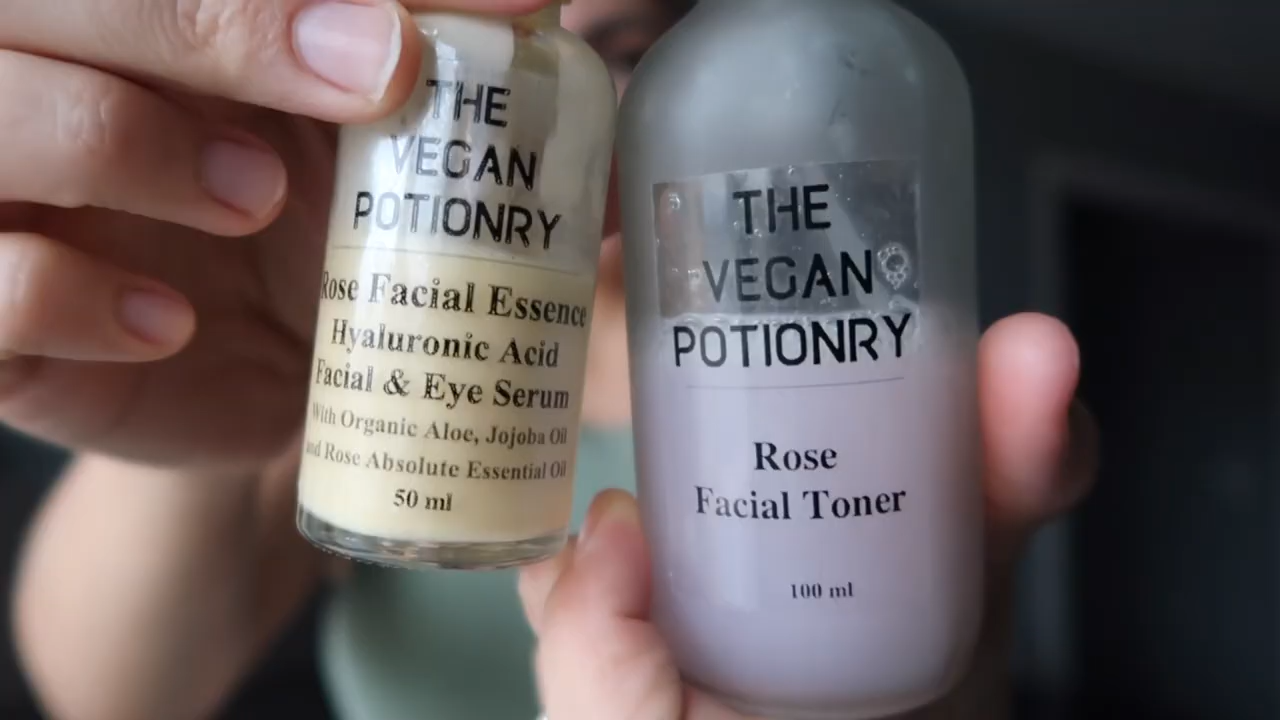 THE
VEGAN
POTIONRY
Rose Facial Essence
Hyaluronic Acid
Facial & Eye Serum
With Organic Aloe, Jojoba Oil
and Rose Absolute Essential Oil
50 ml
THE
VEGAN
POTIONRY
Rose
Facial Toner
100 ml